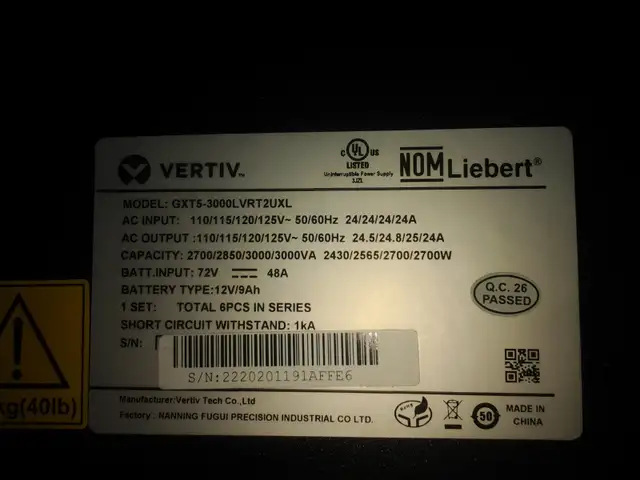 VERTIV™
c UL us
LISTED
Uninterruptible Power Supply
NOM Liebert®
MODEL: GXT5-3000LVRT2UXL
AC INPUT: 110/115/120/125V~ 50/60Hz 24/24/24/24A
AC OUTPUT :110/115/120/125V~ 50/60Hz 24.5/24.8/25/24A
CAPACITY: 2700/2850/3000/3000VA 2430/2565/2700/2700W
BATT.INPUT: 72V 48A
BATTERY TYPE:12V/9Ah
1 SET: TOTAL 6PCS IN SERIES
SHORT CIRCUIT WITHSTAND: 1kA
S/N:
S/N:2220201191AFFE6
Q.C. 26
PASSED
kg(40lb)
Manufacturer:Vertiv Tech Co.,Ltd
Factory: NANNING FUGUI PRECISION INDUSTRIAL CO LTD.
50
MADE IN
CHINA